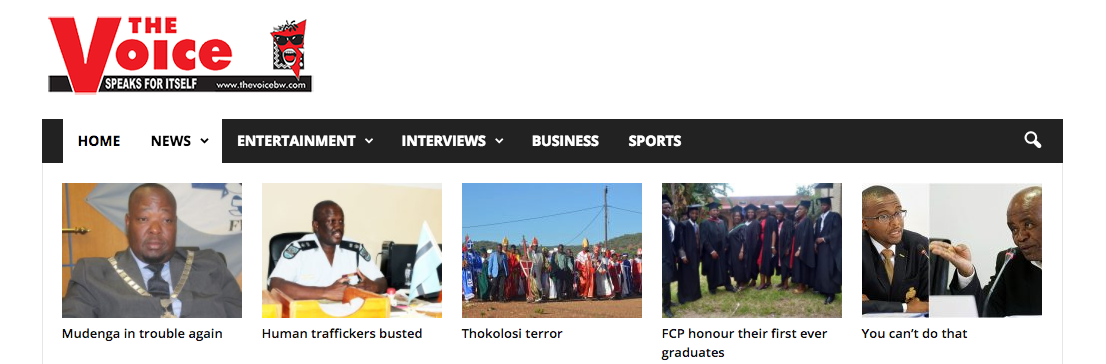 THE
Voice
SPEAKS FOR ITSELF www.thevoicebw.com
HOME NEWS ENTERTAINMENT INTERVIEWS BUSINESS SPORTS
Mudenga in trouble again
Human traffickers busted
Thokolosi terror
FCP honour their first ever
graduates
You can't do that